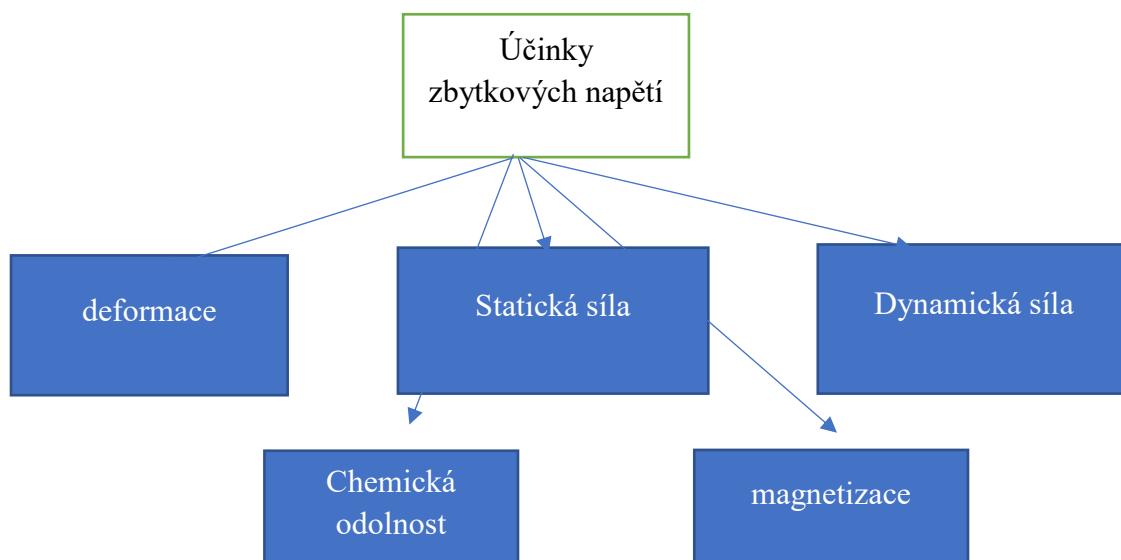 Účinky
zbytkových napětí
deformace
Statická síla
Dynamická síla
Chemická
odolnost
magnetizace